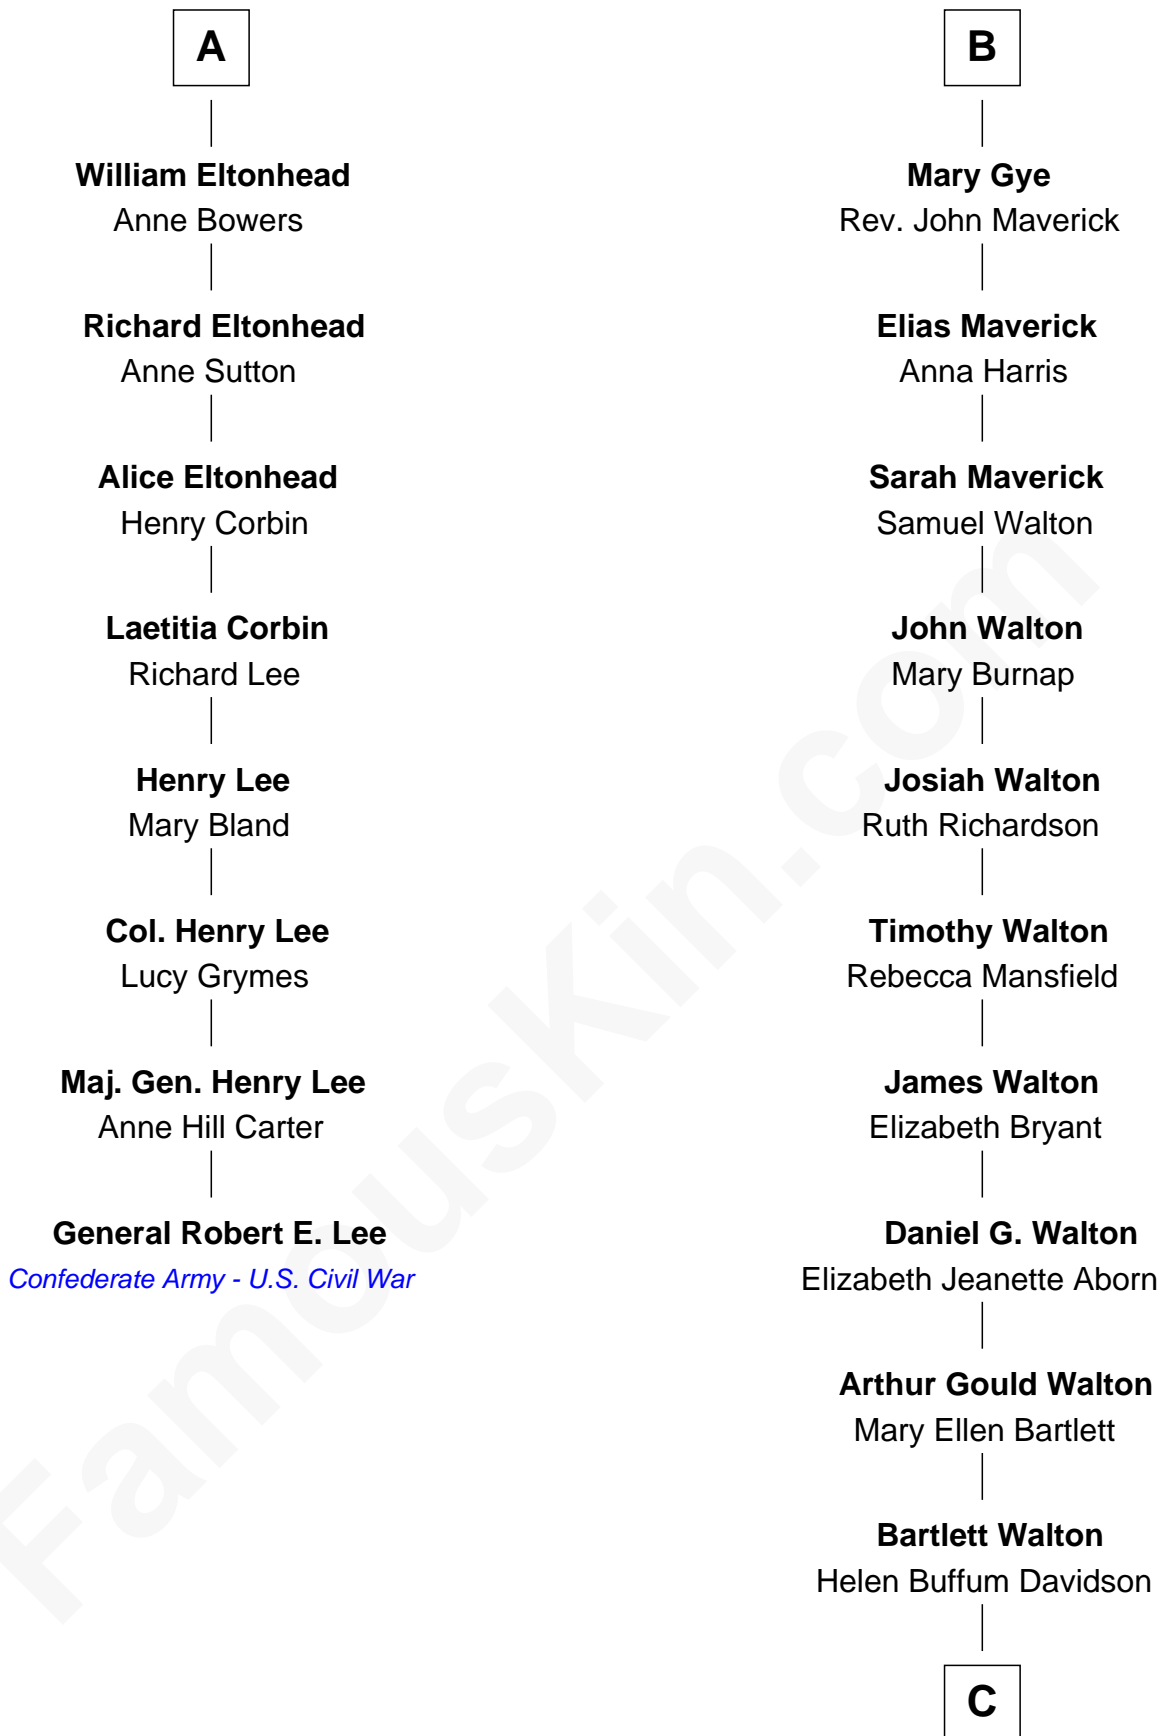 A
William Eltonhead
Anne Bowers
Richard Eltonhead
Anne Sutton
Alice Eltonhead
Henry Corbin
Laetitia Corbin
Richard Lee
Henry Lee
Mary Bland
Col. Henry Lee
Lucy Grymes
Maj. Gen. Henry Lee
Anne Hill Carter
General Robert E. Lee
Confederate Army - U.S. Civil War
B
Mary Gye
Rev. John Maverick
Elias Maverick
Anna Harris
Sarah Maverick
Samuel Walton
John Walton
Mary Burnap
Josiah Walton
Ruth Richardson
Timothy Walton
Rebecca Mansfield
James Walton
Elizabeth Bryant
Daniel G. Walton
Elizabeth Jeanette Aborn
Arthur Gould Walton
Mary Ellen Bartlett
Bartlett Walton
Helen Buffum Davidson
C
FamousKin.com